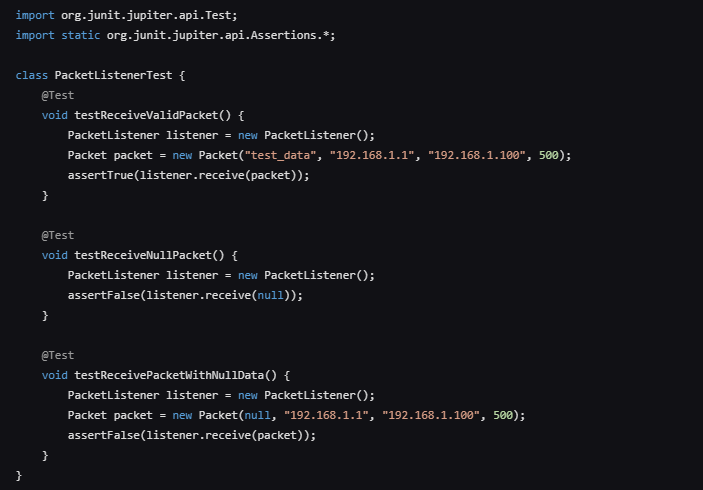 import org.junit.jupiter.api.Test;
import static org.junit.jupiter.api.Assertions.*;

class PacketListenerTest {
    @Test
    void testReceiveValidPacket() {
        PacketListener listener = new PacketListener();
        Packet packet = new Packet("test_data", "192.168.1.1", "192.168.1.100", 500);
        assertTrue(listener.receive(packet));
    }

    @Test
    void testReceiveNullPacket() {
        PacketListener listener = new PacketListener();
        assertFalse(listener.receive(null));
    }

    @Test
    void testReceivePacketWithNullData() {
        PacketListener listener = new PacketListener();
        Packet packet = new Packet(null, "192.168.1.1", "192.168.1.100", 500);
        assertFalse(listener.receive(packet));
    }
}